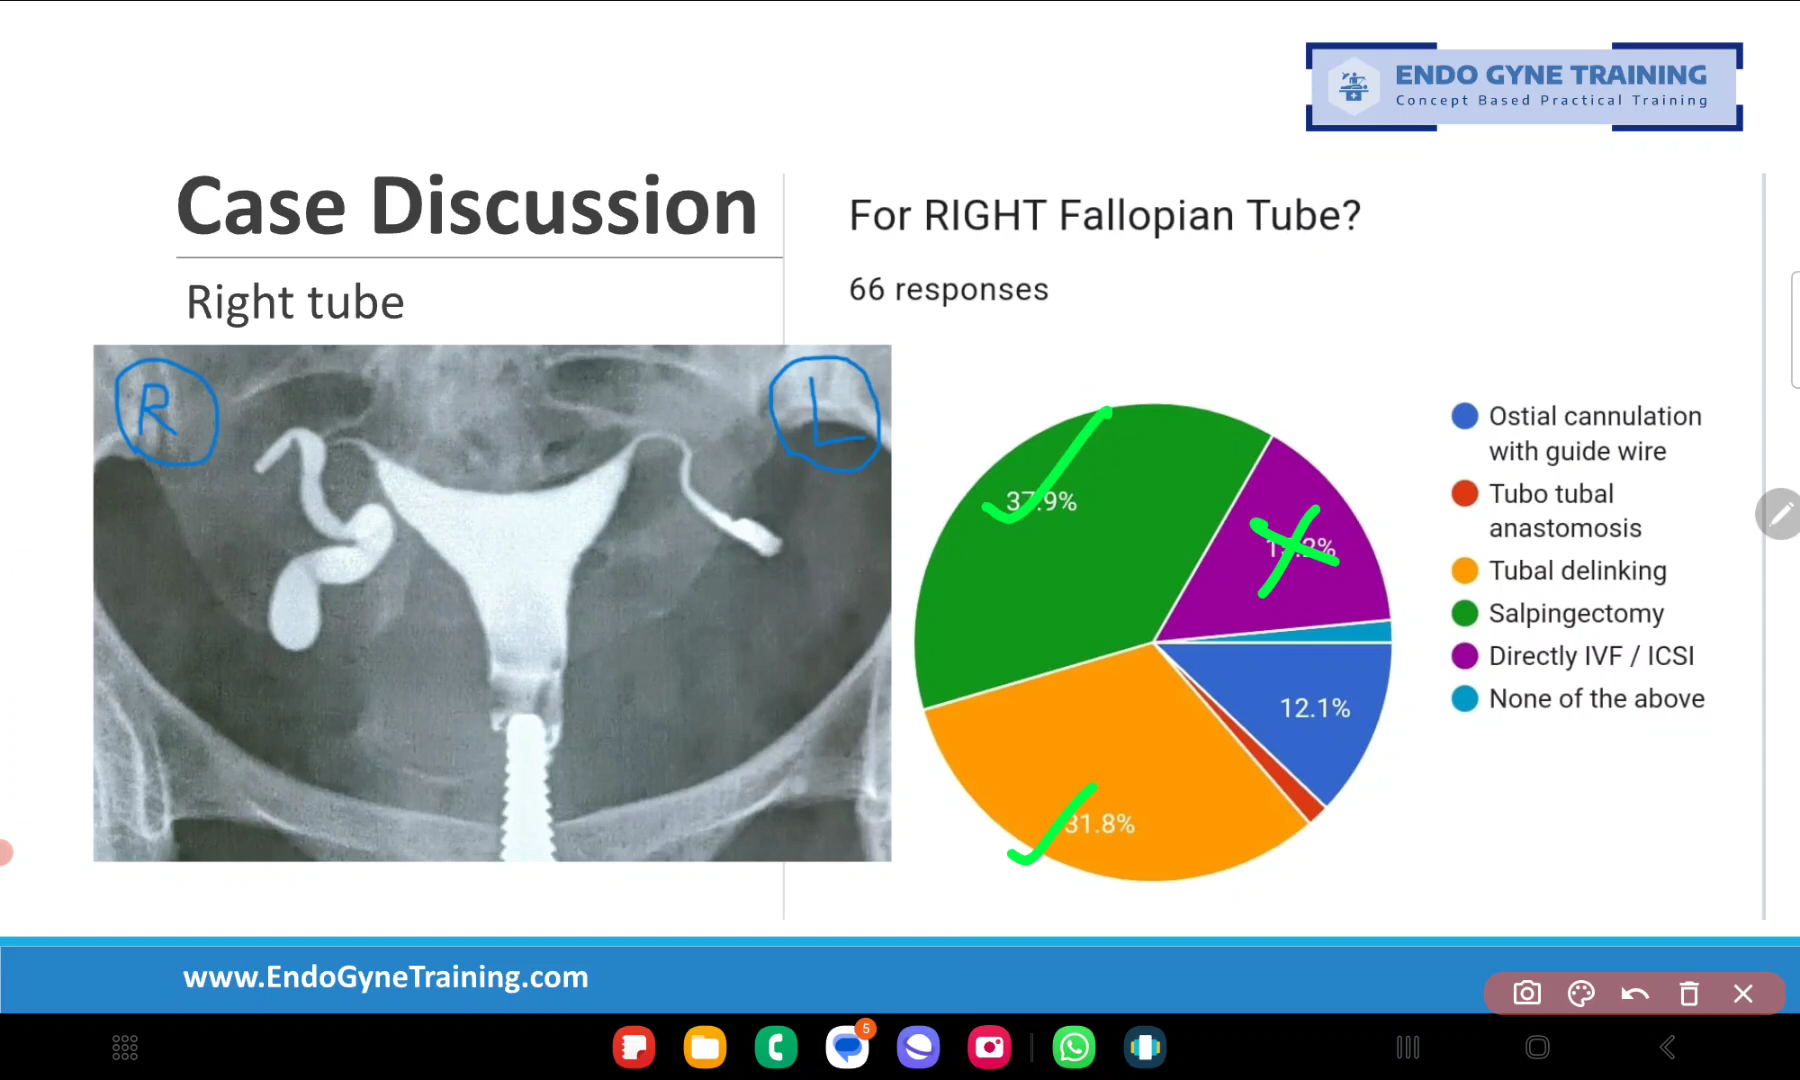 ENDO GYNE TRAINING
Concept Based Practical Training
Case Discussion
Right tube
R
L
For RIGHT Fallopian Tube?
66 responses
37.9%
31.8%
12.1%
Ostial cannulation
with guide wire
Tubo tubal
anastomosis
Tubal delinking
Salpingectomy
Directly IVF / ICSI
None of the above
www.EndoGyneTraining.com
5